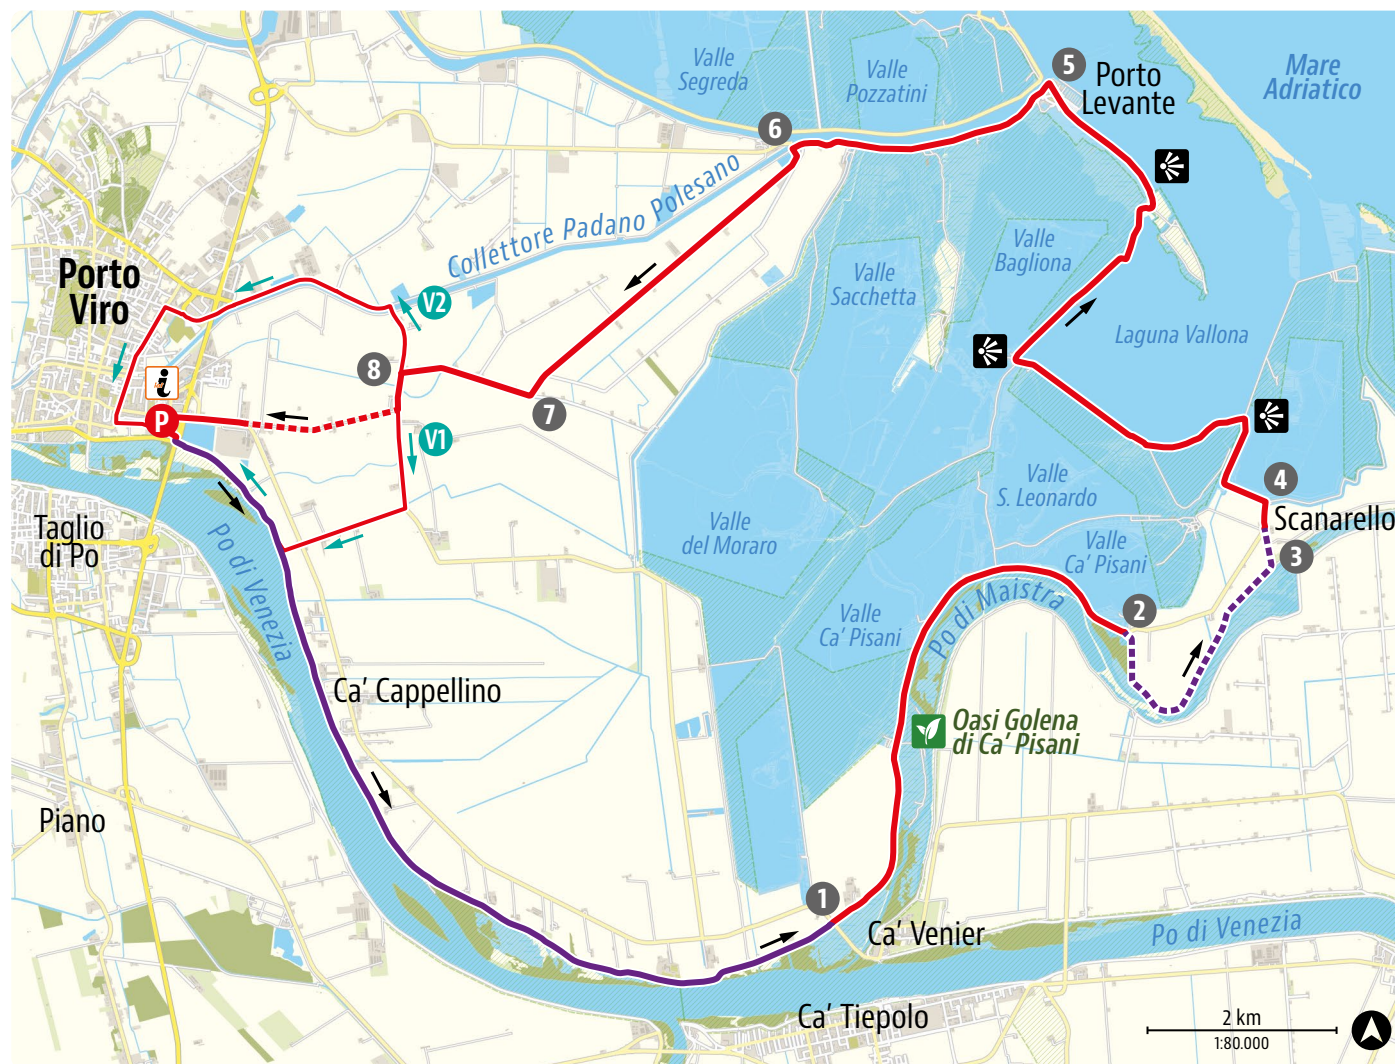 Valle
Segreda
Valle
Pozzatini
5
Porto
Levante
Mare
Adriatico
6
Collettore Padano Polesano
Porto
Viro
V2
Valle
Sacchetta
Valle
Bagliona
Laguna Vallona
8
i
P
7
V1
Taglio
di Po
Po di Venezia
Valle
del Moraro
Valle
S. Leonardo
4
Scanarello
3
Valle
Ca' Pisani
Valle
Ca' Pisani
Po di Maistra
2
Ca' Cappellino
Oasi Golena
di Ca' Pisani
Piano
1
Ca' Venier
Po di Venezia
Ca' Tiepolo
2 km
1:80.000